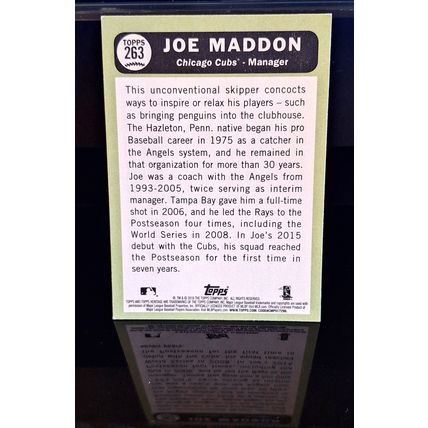 TOPPS
263
JOE MADDON
Chicago Cubs - Manager
This unconventional skipper concocts
ways to inspire or relax his players – such
as bringing penguins into the clubhouse.
The Hazleton, Penn. native began his pro
Baseball career in 1975 as a catcher in
the Angels system, and he remained in
that organization for more than 30 years.
Joe was a coach with the Angels from
1993-2005, twice serving as interim
manager. Tampa Bay gave him a full-time
shot in 2006, and he led the Rays to the
Postseason four times, including the
World Series in 2008. In Joe's 2015
debut with the Cubs, his squad reached
the Postseason for the first time in
seven years.
Topps